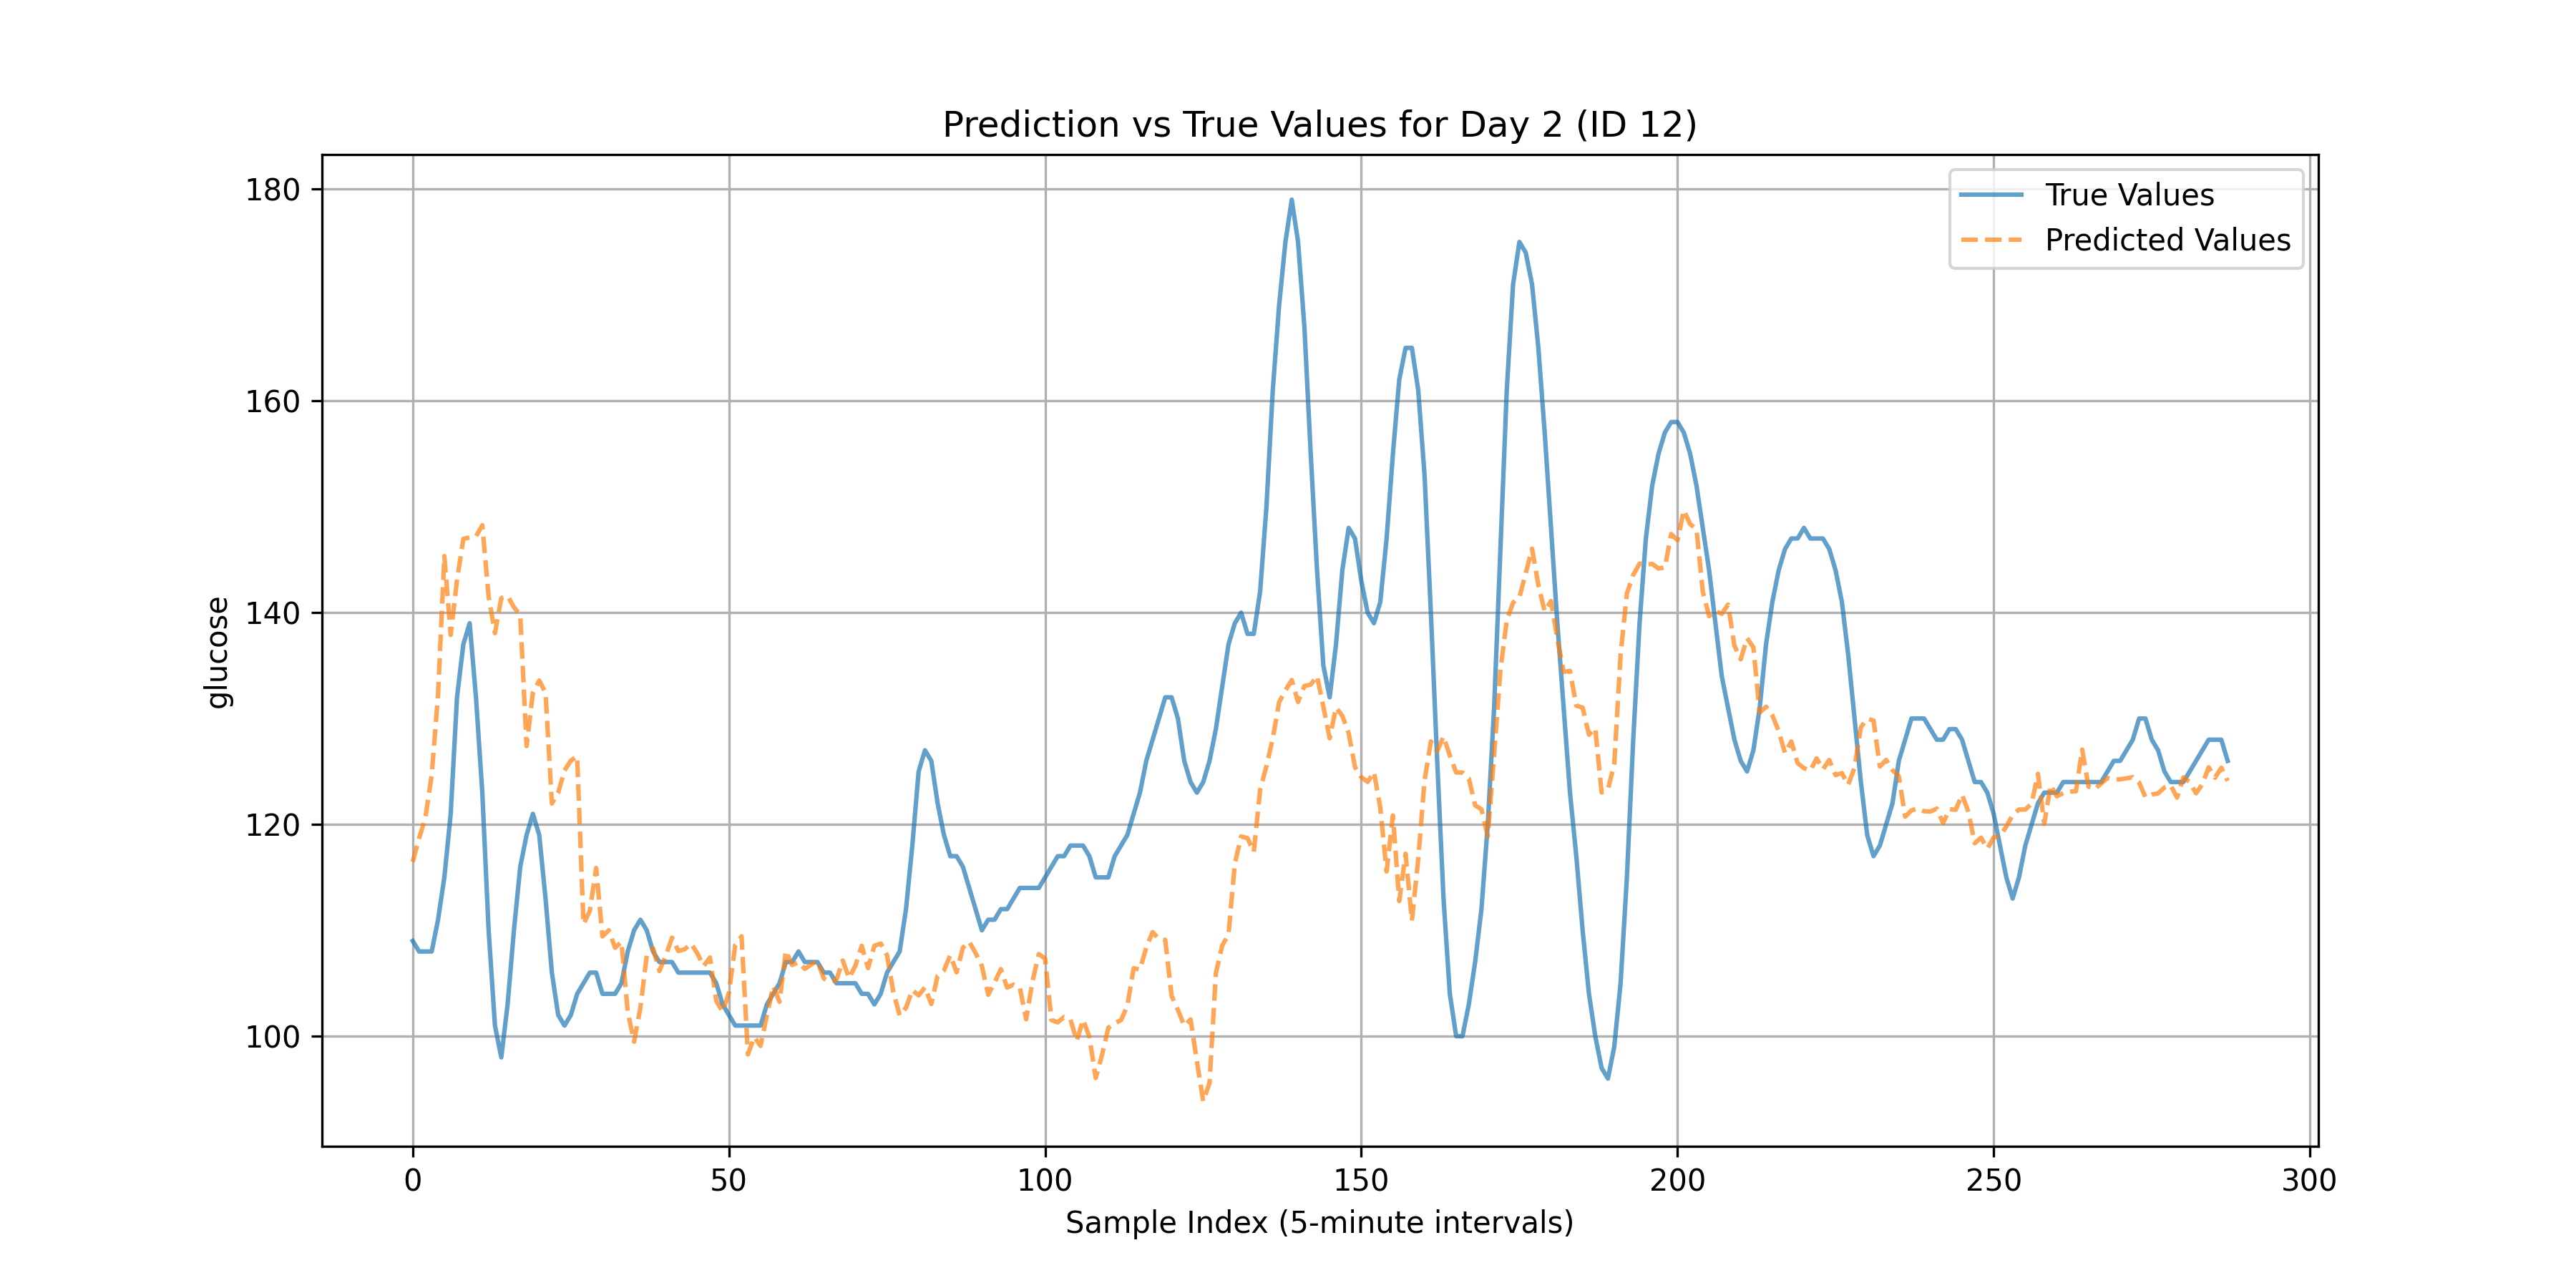 Prediction vs True Values for Day 2 (ID 12)
True Values
Predicted Values
glucose
180
160
140
120
100
0 50 100 150 200 250 300
Sample Index (5-minute intervals)